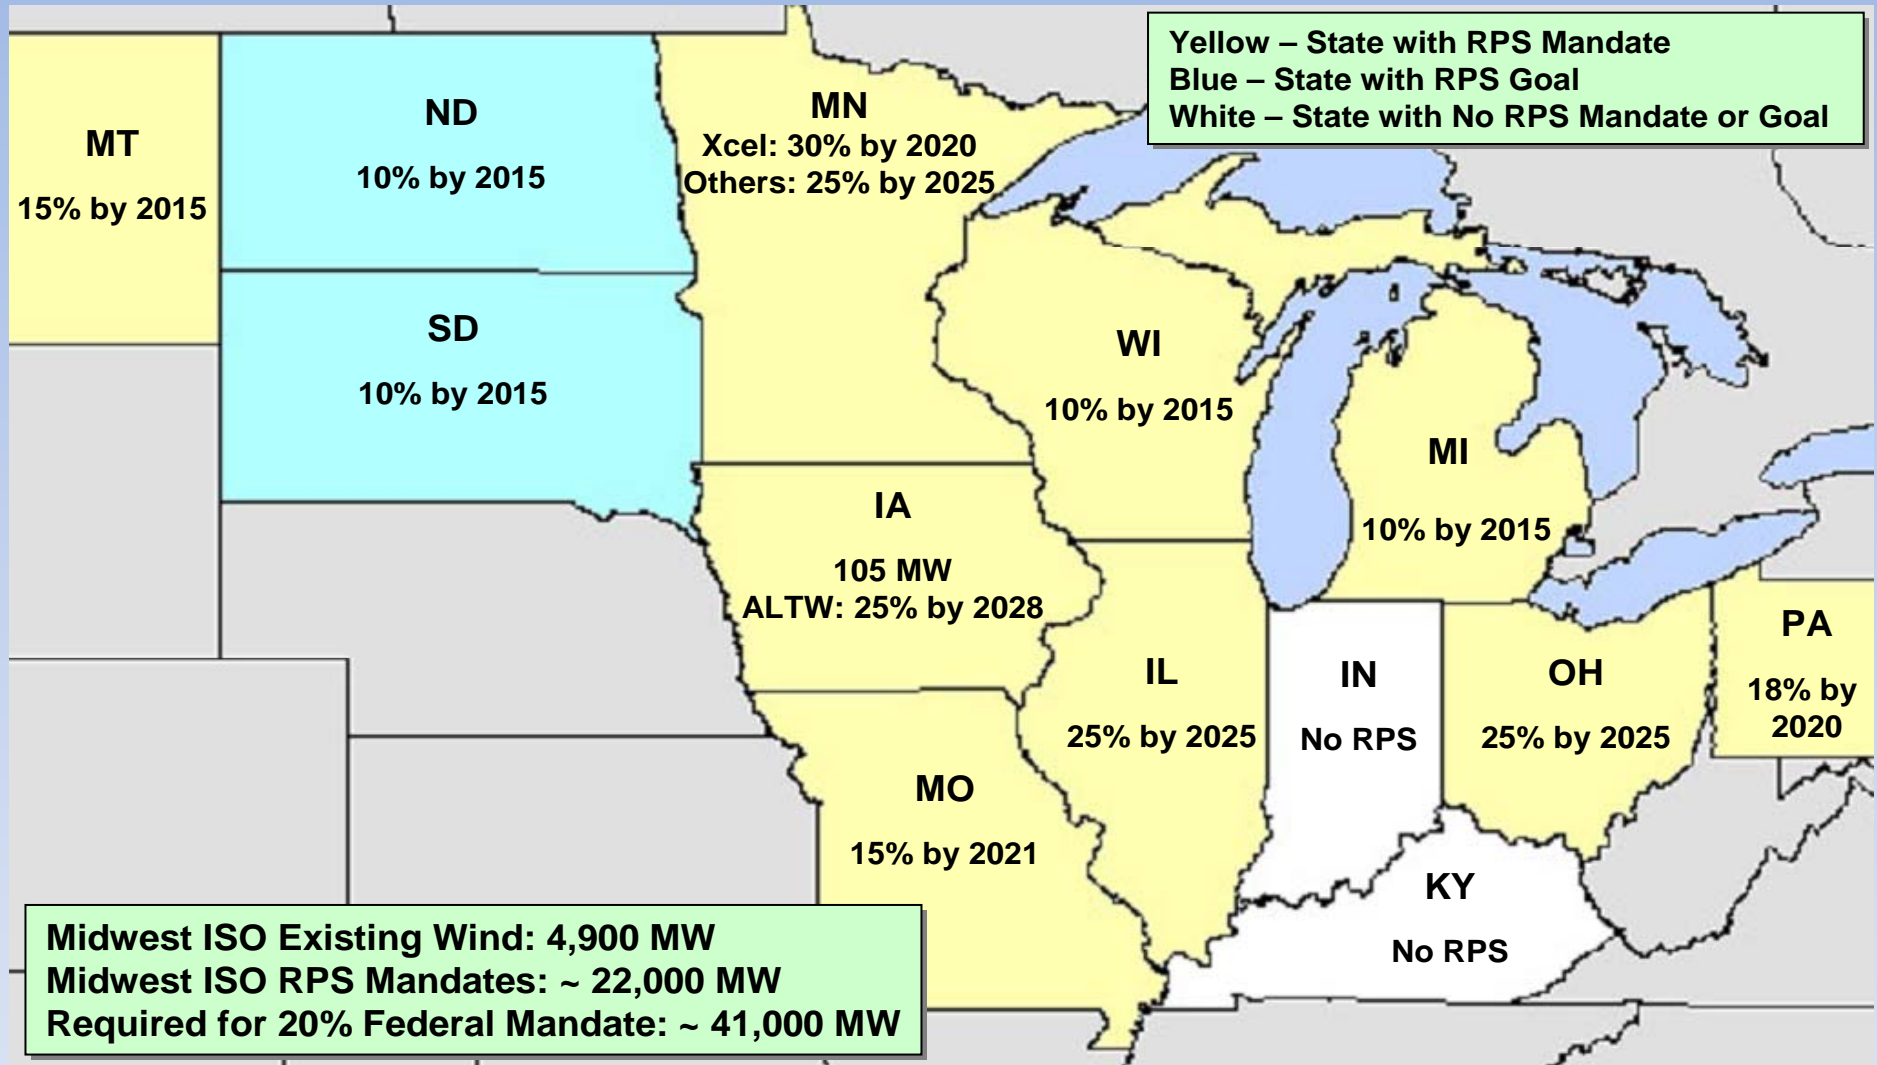 Yellow – State with RPS Mandate
Blue – State with RPS Goal
White – State with No RPS Mandate or Goal
MT
15% by 2015
ND
10% by 2015
MN
Xcel: 30% by 2020
Others: 25% by 2025
SD
10% by 2015
WI
10% by 2015
MI
10% by 2015
IA
105 MW
ALTW: 25% by 2028
IL
25% by 2025
IN
No RPS
OH
25% by 2025
PA
18% by
2020
MO
15% by 2021
KY
No RPS
Midwest ISO Existing Wind: 4,900 MW
Midwest ISO RPS Mandates: ~ 22,000 MW
Required for 20% Federal Mandate: ~ 41,000 MW